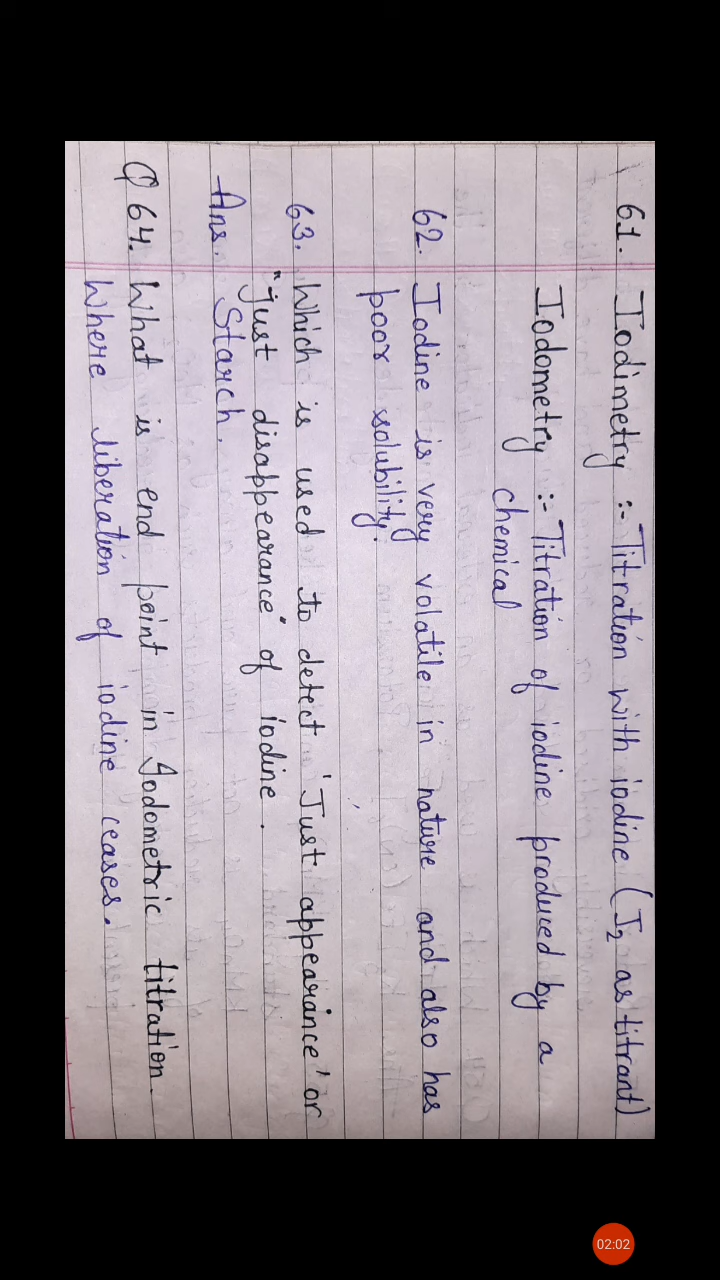 61. Iodimetry :- Titration with iodine (I2 as titrant)
Iodometry :- Titration of iodine produced by a
chemical
62. Iodine is very volatile in nature and also has
poor solubility.
63. Which is used to detect 'Just appearance' or
"just disappearance" of iodine.
Ans. Starch.
Q 64. What is end point in Iodometric titration.
Where liberation of iodine ceases.
02:02